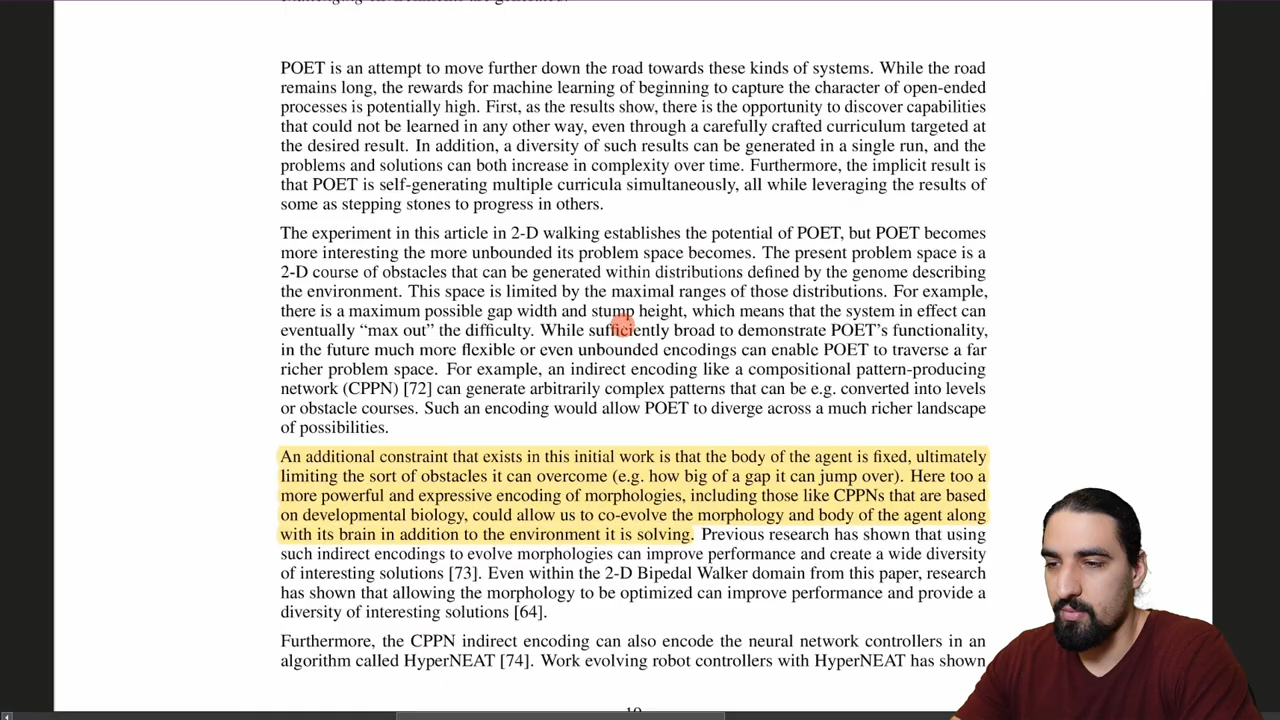 POET is an attempt to move further down the road towards these kinds of systems. While the road
remains long, the rewards for machine learning of beginning to capture the character of open-ended
processes is potentially high. First, as the results show, there is the opportunity to discover capabilities
that could not be learned in any other way, even through a carefully crafted curriculum targeted at
the desired result. In addition, a diversity of such results can be generated in a single run, and the
problems and solutions can both increase in complexity over time. Furthermore, the implicit result is
that POET is self-generating multiple curricula simultaneously, all while leveraging the results of
some as stepping stones to progress in others.
The experiment in this article in 2-D walking establishes the potential of POET, but POET becomes
more interesting the more unbounded its problem space becomes. The present problem space is a
2-D course of obstacles that can be generated within distributions defined by the genome describing
the environment. This space is limited by the maximal ranges of those distributions. For example,
there is a maximum possible gap width and stump height, which means that the system in effect can
eventually “max out” the difficulty. While sufficiently broad to demonstrate POET’s functionality,
in the future much more flexible or even unbounded encodings can enable POET to traverse a far
richer problem space. For example, an indirect encoding like a compositional pattern-producing
network (CPPN) [72] can generate arbitrarily complex patterns that can be e.g. converted into levels
or obstacle courses. Such an encoding would allow POET to diverge across a much richer landscape
of possibilities.
An additional constraint that exists in this initial work is that the body of the agent is fixed, ultimately
limiting the sort of obstacles it can overcome (e.g. how big of a gap it can jump over). Here too a
more powerful and expressive encoding of morphologies, including those like CPPNs that are based
on developmental biology, could allow us to co-evolve the morphology and body of the agent along
with its brain in addition to the environment it is solving. Previous research has shown that using
such indirect encodings to evolve morphologies can improve performance and create a wide diversity
of interesting solutions [73]. Even within the 2-D Bipedal Walker domain from this paper, research
has shown that allowing the morphology to be optimized can improve performance and provide a
diversity of interesting solutions [64].
Furthermore, the CPPN indirect encoding can also encode the neural network controllers in an
algorithm called HyperNEAT [74]. Work evolving robot controllers with HyperNEAT has shown